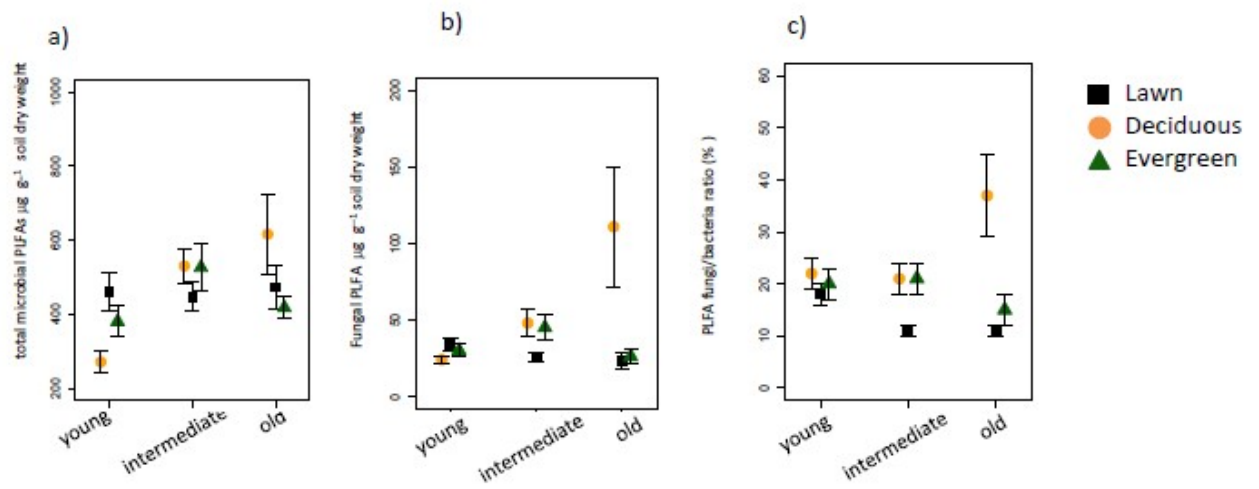 a)
total microbial PLFAs µg g⁻¹ soil dry weight
1000
800
600
400
200
young
intermediate
old
b)
Fungal PLFA µg g⁻¹ soil dry weight
200
150
100
50
0
young
intermediate
old
c)
PLFA fungi/bacteria ratio (% )
60
50
40
30
20
10
0
young
intermediate
old
Lawn
Deciduous
Evergreen